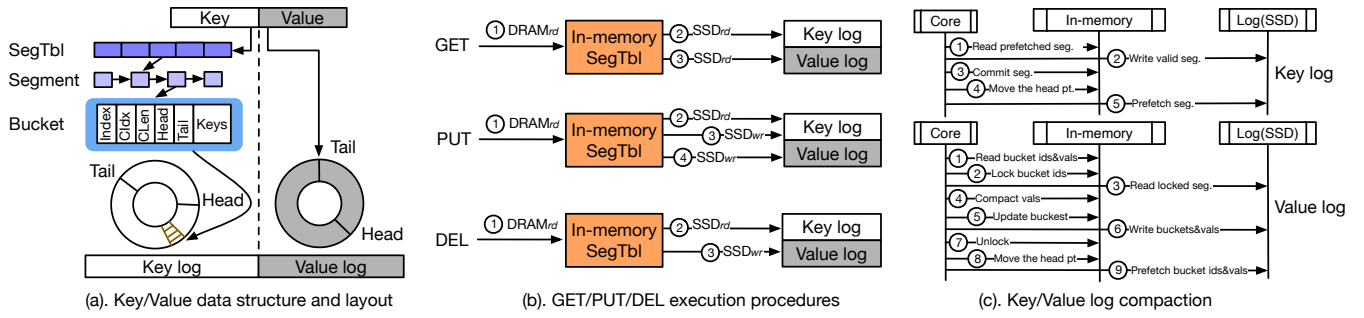 Key Value
SegTbl
Segment
Bucket
Index
CIdx
CLen
Head
Tail
Keys
Tail
Head
Tail
Head
Key log Value log
(a). Key/Value data structure and layout
GET
1 DRAMrd
In-memory
SegTbl
2 SSDrd
3 SSDrd
Key log
Value log
PUT
1 DRAMrd
In-memory
SegTbl
2 SSDrd
3 SSDwr
4 SSDwr
Key log
Value log
DEL
1 DRAMrd
In-memory
SegTbl
2 SSDrd
3 SSDwr
Key log
Value log
(b). GET/PUT/DEL execution procedures
Core In-memory Log(SSD)
1 Read prefetched seg.
2 Write valid seg.
3 Commit seg.
4 Move the head pt.
5 Prefetch seg.
Key log
Core In-memory Log(SSD)
1 Read bucket ids&vals
2 Lock bucket ids
3 Read locked seg.
4 Compact vals
5 Update buckest
6 Write buckets&vals
7 Unlock
8 Move the head pt
9 Prefetch bucket ids&vals
Value log
(c). Key/Value log compaction